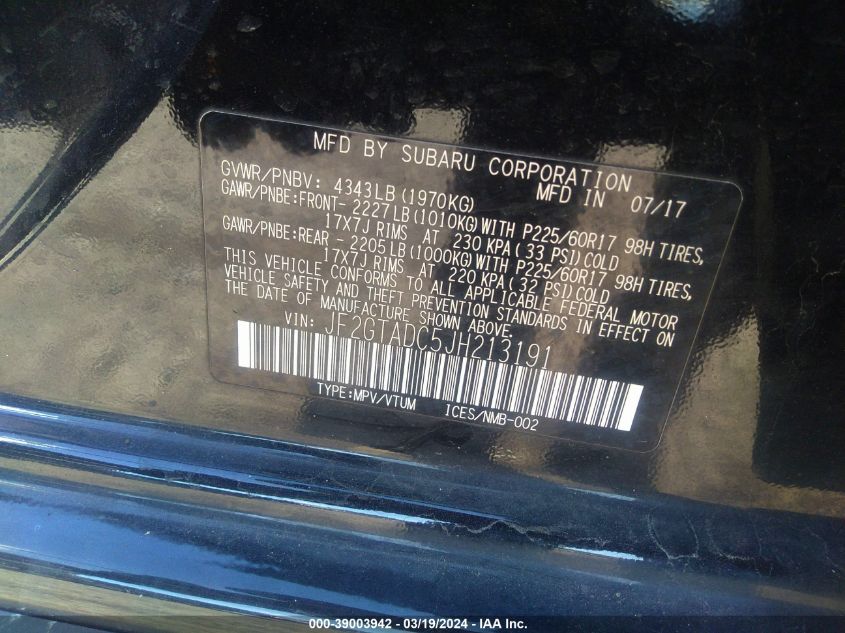 MFD BY SUBARU CORPORATION
GVWR/PNBV: 4343LB(1970KG) MFD IN 07/17
GAWR/PNBE:FRONT- 2227LB(1010KG)WITH P225/60R17 98H TIRES,
17X7J RIMS AT 230 KPA(33 PSI)COLD
GAWR/PNBE:REAR - 2205LB(1000KG)WITH P225/60R17 98H TIRES,
17X7J RIMS AT 220 KPA(32 PSI)COLD
THIS VEHICLE CONFORMS TO ALL APPLICABLE FEDERAL MOTOR
VEHICLE SAFETY AND THEFT PREVENTION STANDARDS IN EFFECT ON
THE DATE OF MANUFACTURE SHOWN ABOVE.
VIN: JF2GTADC5JH213191
TYPE:MPV/VTUM ICES/NMB-002
000-39003942 - 03/19/2024 - IAA Inc.